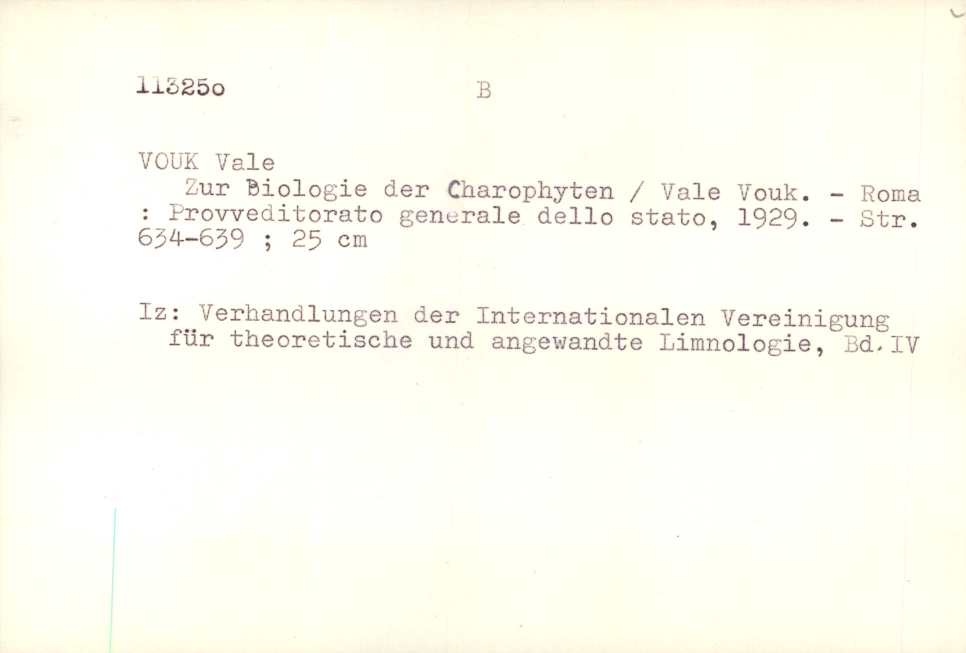 11325o B
VOUK Vale
Zur Biologie der Charophyten / Vale Vouk. – Roma
: Provveditorato generale dello stato, 1929. – Str.
634–639 ; 25 cm
Iz: Verhandlungen der Internationalen Vereinigung
für theoretische und angewandte Limnologie, Bd. IV